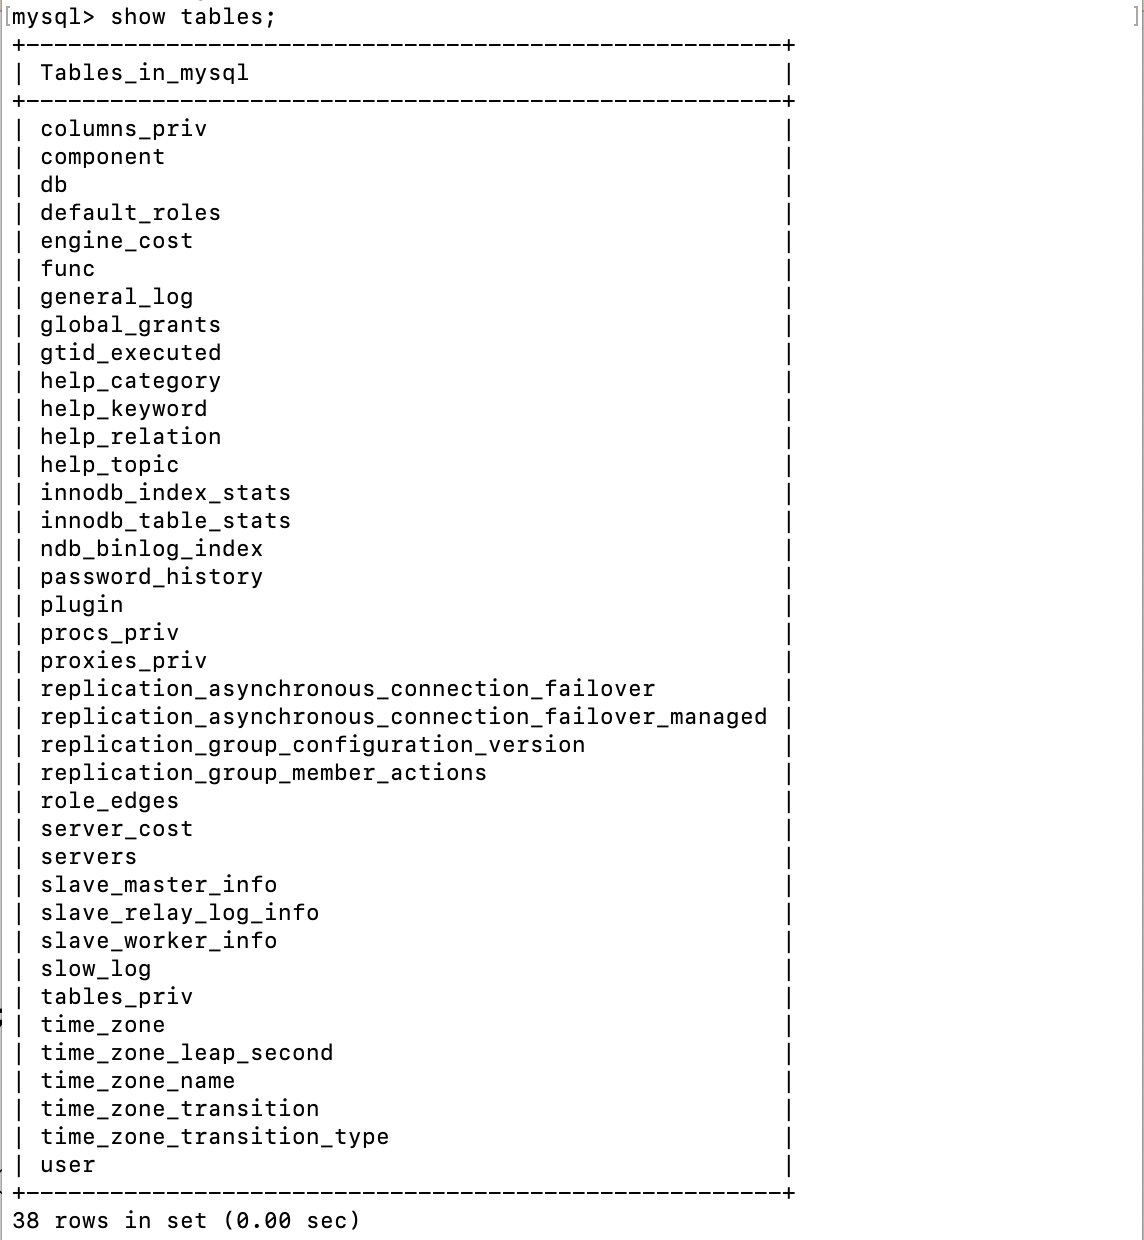 [mysql> show tables; ]
+------------------------------------------------------+
| Tables_in_mysql                                      |
+------------------------------------------------------+
| columns_priv                                         |
| component                                            |
| db                                                   |
| default_roles                                        |
| engine_cost                                          |
| func                                                 |
| general_log                                          |
| global_grants                                        |
| gtid_executed                                        |
| help_category                                        |
| help_keyword                                         |
| help_relation                                        |
| help_topic                                           |
| innodb_index_stats                                   |
| innodb_table_stats                                   |
| ndb_binlog_index                                     |
| password_history                                     |
| plugin                                               |
| procs_priv                                           |
| proxies_priv                                         |
| replication_asynchronous_connection_failover         |
| replication_asynchronous_connection_failover_managed |
| replication_group_configuration_version              |
| replication_group_member_actions                     |
| role_edges                                           |
| server_cost                                          |
| servers                                              |
| slave_master_info                                    |
| slave_relay_log_info                                 |
| slave_worker_info                                    |
| slow_log                                             |
| tables_priv                                          |
| time_zone                                            |
| time_zone_leap_second                                |
| time_zone_name                                       |
| time_zone_transition                                 |
| time_zone_transition_type                            |
| user                                                 |
+------------------------------------------------------+
38 rows in set (0.00 sec)